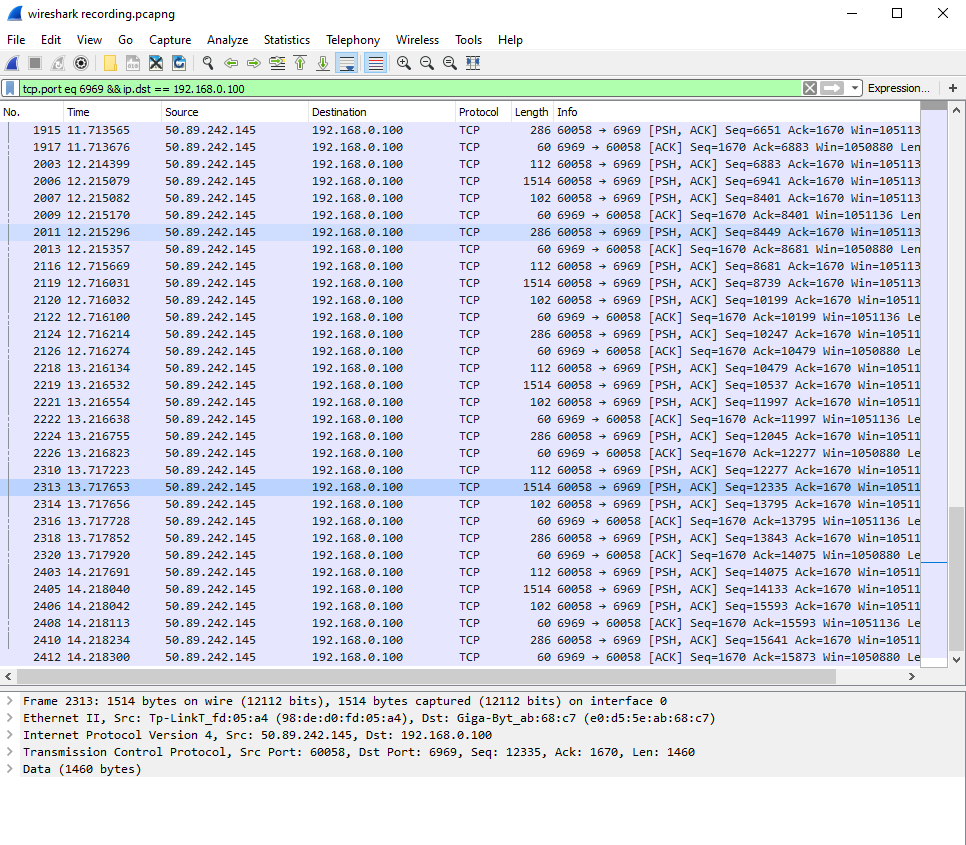 wireshark recording.pcapng
File Edit View Go Capture Analyze Statistics Telephony Wireless Tools Help
tcp.port eq 6969 && ip.dst == 192.168.0.100 Expression... +
No. Time Source Destination Protocol Length Info
1915 11.713565 50.89.242.145 192.168.0.100 TCP 286 60058 → 6969 [PSH, ACK] Seq=6651 Ack=1670 Win=105113
1917 11.713676 50.89.242.145 192.168.0.100 TCP 60 6969 → 60058 [ACK] Seq=1670 Ack=6883 Win=1050880 Len
2003 12.214399 50.89.242.145 192.168.0.100 TCP 112 60058 → 6969 [PSH, ACK] Seq=6883 Ack=1670 Win=105113
2006 12.215079 50.89.242.145 192.168.0.100 TCP 1514 60058 → 6969 [PSH, ACK] Seq=6941 Ack=1670 Win=105113
2007 12.215082 50.89.242.145 192.168.0.100 TCP 102 60058 → 6969 [PSH, ACK] Seq=8401 Ack=1670 Win=105113
2009 12.215170 50.89.242.145 192.168.0.100 TCP 60 6969 → 60058 [ACK] Seq=1670 Ack=8401 Win=1051136 Len
2011 12.215296 50.89.242.145 192.168.0.100 TCP 286 60058 → 6969 [PSH, ACK] Seq=8449 Ack=1670 Win=105113
2013 12.215357 50.89.242.145 192.168.0.100 TCP 60 6969 → 60058 [ACK] Seq=1670 Ack=8681 Win=1050880 Len
2116 12.715669 50.89.242.145 192.168.0.100 TCP 112 60058 → 6969 [PSH, ACK] Seq=8681 Ack=1670 Win=105113
2119 12.716031 50.89.242.145 192.168.0.100 TCP 1514 60058 → 6969 [PSH, ACK] Seq=8739 Ack=1670 Win=105113
2120 12.716032 50.89.242.145 192.168.0.100 TCP 102 60058 → 6969 [PSH, ACK] Seq=10199 Ack=1670 Win=10511
2122 12.716100 50.89.242.145 192.168.0.100 TCP 60 6969 → 60058 [ACK] Seq=1670 Ack=10199 Win=1051136 Le
2124 12.716214 50.89.242.145 192.168.0.100 TCP 286 60058 → 6969 [PSH, ACK] Seq=10247 Ack=1670 Win=10511
2126 12.716274 50.89.242.145 192.168.0.100 TCP 60 6969 → 60058 [ACK] Seq=1670 Ack=10479 Win=1050880 Le
2218 13.216134 50.89.242.145 192.168.0.100 TCP 112 60058 → 6969 [PSH, ACK] Seq=10479 Ack=1670 Win=10511
2219 13.216532 50.89.242.145 192.168.0.100 TCP 1514 60058 → 6969 [PSH, ACK] Seq=10537 Ack=1670 Win=10511
2221 13.216554 50.89.242.145 192.168.0.100 TCP 102 60058 → 6969 [PSH, ACK] Seq=11997 Ack=1670 Win=10511
2222 13.216638 50.89.242.145 192.168.0.100 TCP 60 6969 → 60058 [ACK] Seq=1670 Ack=11997 Win=1051136 Le
2224 13.216755 50.89.242.145 192.168.0.100 TCP 286 60058 → 6969 [PSH, ACK] Seq=12045 Ack=1670 Win=10511
2226 13.216823 50.89.242.145 192.168.0.100 TCP 60 6969 → 60058 [ACK] Seq=1670 Ack=12277 Win=1050880 Le
2310 13.717223 50.89.242.145 192.168.0.100 TCP 112 60058 → 6969 [PSH, ACK] Seq=12277 Ack=1670 Win=10511
2313 13.717653 50.89.242.145 192.168.0.100 TCP 1514 60058 → 6969 [PSH, ACK] Seq=12335 Ack=1670 Win=10511
2314 13.717656 50.89.242.145 192.168.0.100 TCP 102 60058 → 6969 [PSH, ACK] Seq=13795 Ack=1670 Win=10511
2316 13.717728 50.89.242.145 192.168.0.100 TCP 60 6969 → 60058 [ACK] Seq=1670 Ack=13795 Win=1051136 Le
2318 13.717852 50.89.242.145 192.168.0.100 TCP 286 60058 → 6969 [PSH, ACK] Seq=13843 Ack=1670 Win=10511
2320 13.717920 50.89.242.145 192.168.0.100 TCP 60 6969 → 60058 [ACK] Seq=1670 Ack=14075 Win=1050880 Le
2403 14.217691 50.89.242.145 192.168.0.100 TCP 112 60058 → 6969 [PSH, ACK] Seq=14075 Ack=1670 Win=10511
2405 14.218040 50.89.242.145 192.168.0.100 TCP 1514 60058 → 6969 [PSH, ACK] Seq=14133 Ack=1670 Win=10511
2406 14.218042 50.89.242.145 192.168.0.100 TCP 102 60058 → 6969 [PSH, ACK] Seq=15593 Ack=1670 Win=10511
2408 14.218113 50.89.242.145 192.168.0.100 TCP 60 6969 → 60058 [ACK] Seq=1670 Ack=15593 Win=1051136 Le
2410 14.218234 50.89.242.145 192.168.0.100 TCP 286 60058 → 6969 [PSH, ACK] Seq=15641 Ack=1670 Win=10511
2412 14.218300 50.89.242.145 192.168.0.100 TCP 60 6969 → 60058 [ACK] Seq=1670 Ack=15873 Win=1050880 Le
Frame 2313: 1514 bytes on wire (12112 bits), 1514 bytes captured (12112 bits) on interface 0
Ethernet II, Src: Tp-LinkT_fd:05:a4 (98:de:d0:fd:05:a4), Dst: Giga-Byt_ab:68:c7 (e0:d5:5e:ab:68:c7)
Internet Protocol Version 4, Src: 50.89.242.145, Dst: 192.168.0.100
Transmission Control Protocol, Src Port: 60058, Dst Port: 6969, Seq: 12335, Ack: 1670, Len: 1460
Data (1460 bytes)